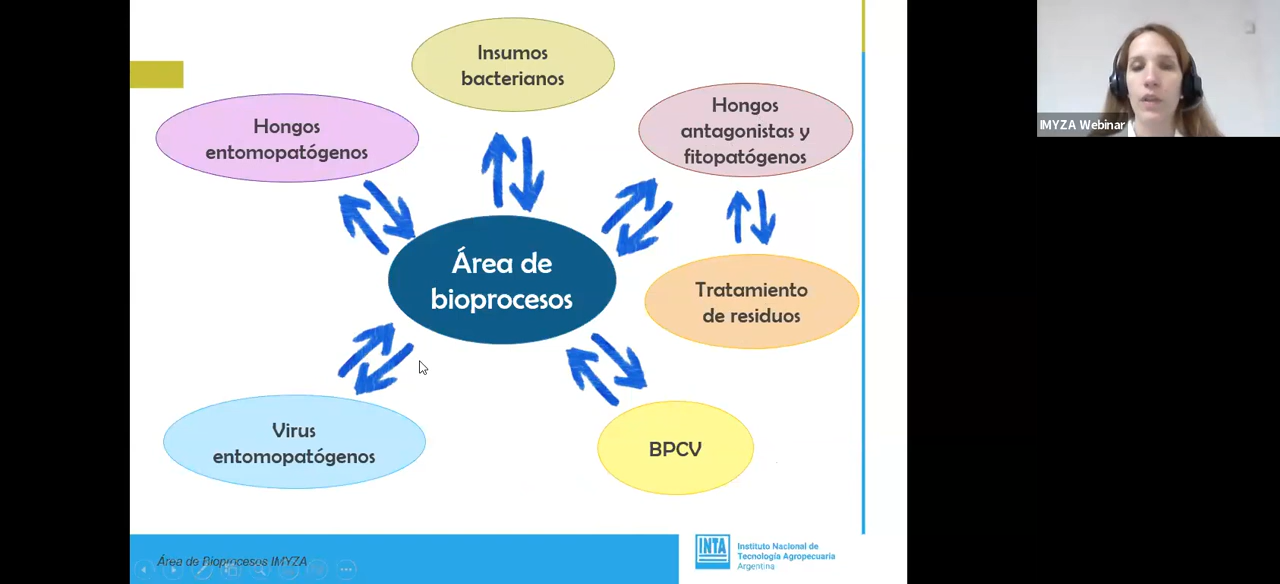 Insumos
bacterianos
Hongos
entomopatógenos
Hongos
antagonistas y
fitopatógenos
Área de
bioprocesos
Tratamiento
de residuos
Virus
entomopatógenos
BPCV
Área de Bioprocesos IMYZA
INTA
Instituto Nacional de
Tecnología Agropecuaria
Argentina
IMYZA Webinar